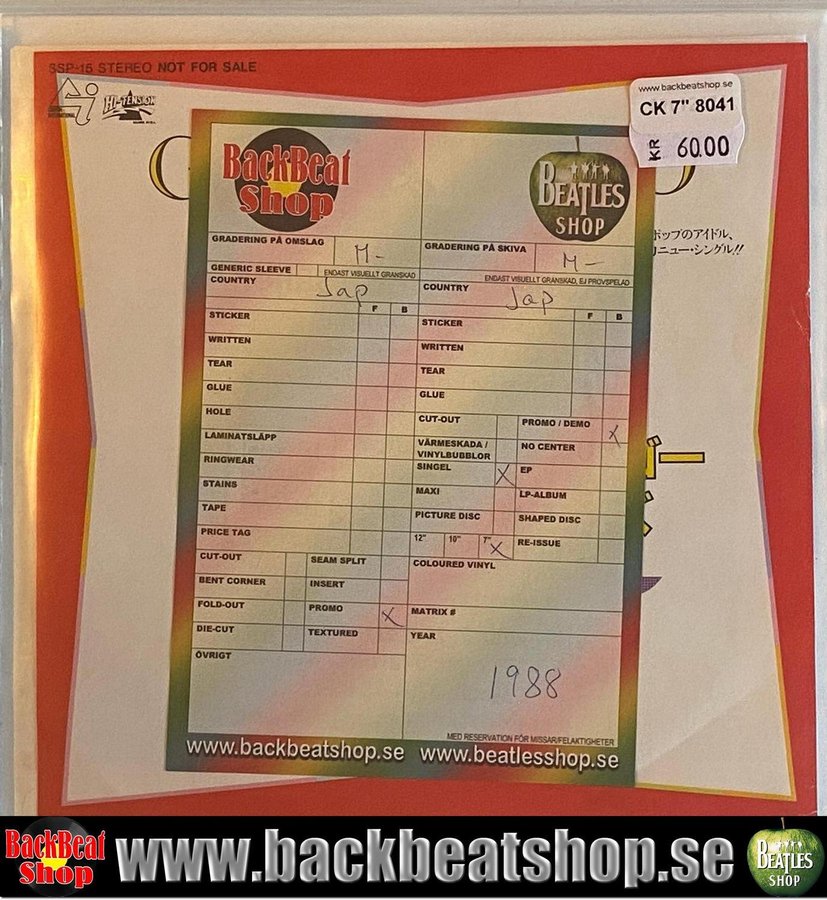 SSP-15 STEREO NOT FOR SALE
HI-TENSION
www.backbeatshop.se
CK 7" 8041
KR 60.00
BackBeat
Shop
BEATLES
SHOP
ポップのアイドル、
ニュー・シングル!!
GRADERING PÅ OMSLAG M-
GRADERING PÅ SKIVA M-
GENERIC SLEEVE ENDAST VISUELLT GRANSKAD
ENDAST VISUELLT GRANSKAD, EJ PROVSPELAD
COUNTRY Jap
COUNTRY Jap
F B
F B
STICKER
STICKER
WRITTEN
WRITTEN
TEAR
TEAR
GLUE
GLUE
HOLE
CUT-OUT PROMO / DEMO X
LAMINATSLÄPP
VÄRMESKADA /
VINYLBUBBLOR NO CENTER
RINGWEAR
SINGEL X EP
STAINS
MAXI LP-ALBUM
TAPE
PICTURE DISC SHAPED DISC
PRICE TAG
12" 10" 7" X RE-ISSUE
CUT-OUT SEAM SPLIT
COLOURED VINYL
BENT CORNER INSERT
FOLD-OUT PROMO X
MATRIX #
DIE-CUT TEXTURED
YEAR
ÖVRIGT
1988
MED RESERVATION FÖR MISSAR/FELAKTIGHETER
www.backbeatshop.se www.beatlesshop.se
BackBeat
Shop
www.backbeatshop.se
BEATLES
SHOP